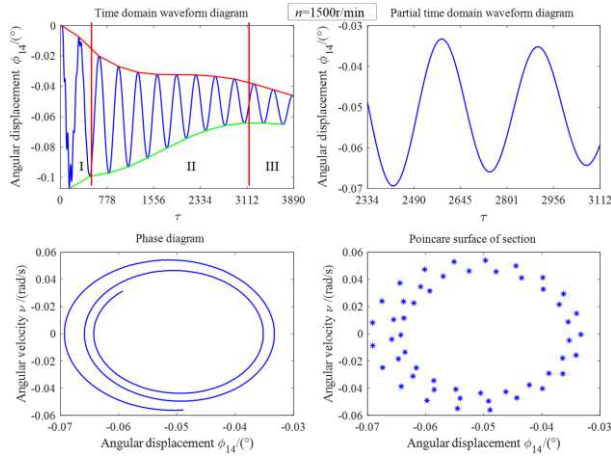 Time domain waveform diagram
n=1500r/min
Partial time domain waveform diagram
Angular displacement ϕ14/(°)
0
-0.02
-0.04
-0.06
-0.08
-0.1
I
II
III
0 778 1556 2334 3112 3890
τ
Angular displacement ϕ14/(°)
-0.03
-0.04
-0.05
-0.06
-0.07
2334 2489 2645 2801 2956 3112
τ
Phase diagram
Angular velocity ν /(rad/s)
0.06
0.04
0.02
0
-0.02
-0.04
-0.06
-0.07 -0.06 -0.05 -0.04 -0.03
Angular displacement ϕ14/(°)
Poincare surface of section
Angular velocity ν /(rad/s)
0.06
0.04
-0.02
0
-0.02
-0.04
-0.06
-0.07 -0.06 -0.05 -0.04 -0.03
Angular displacement ϕ14/(°)